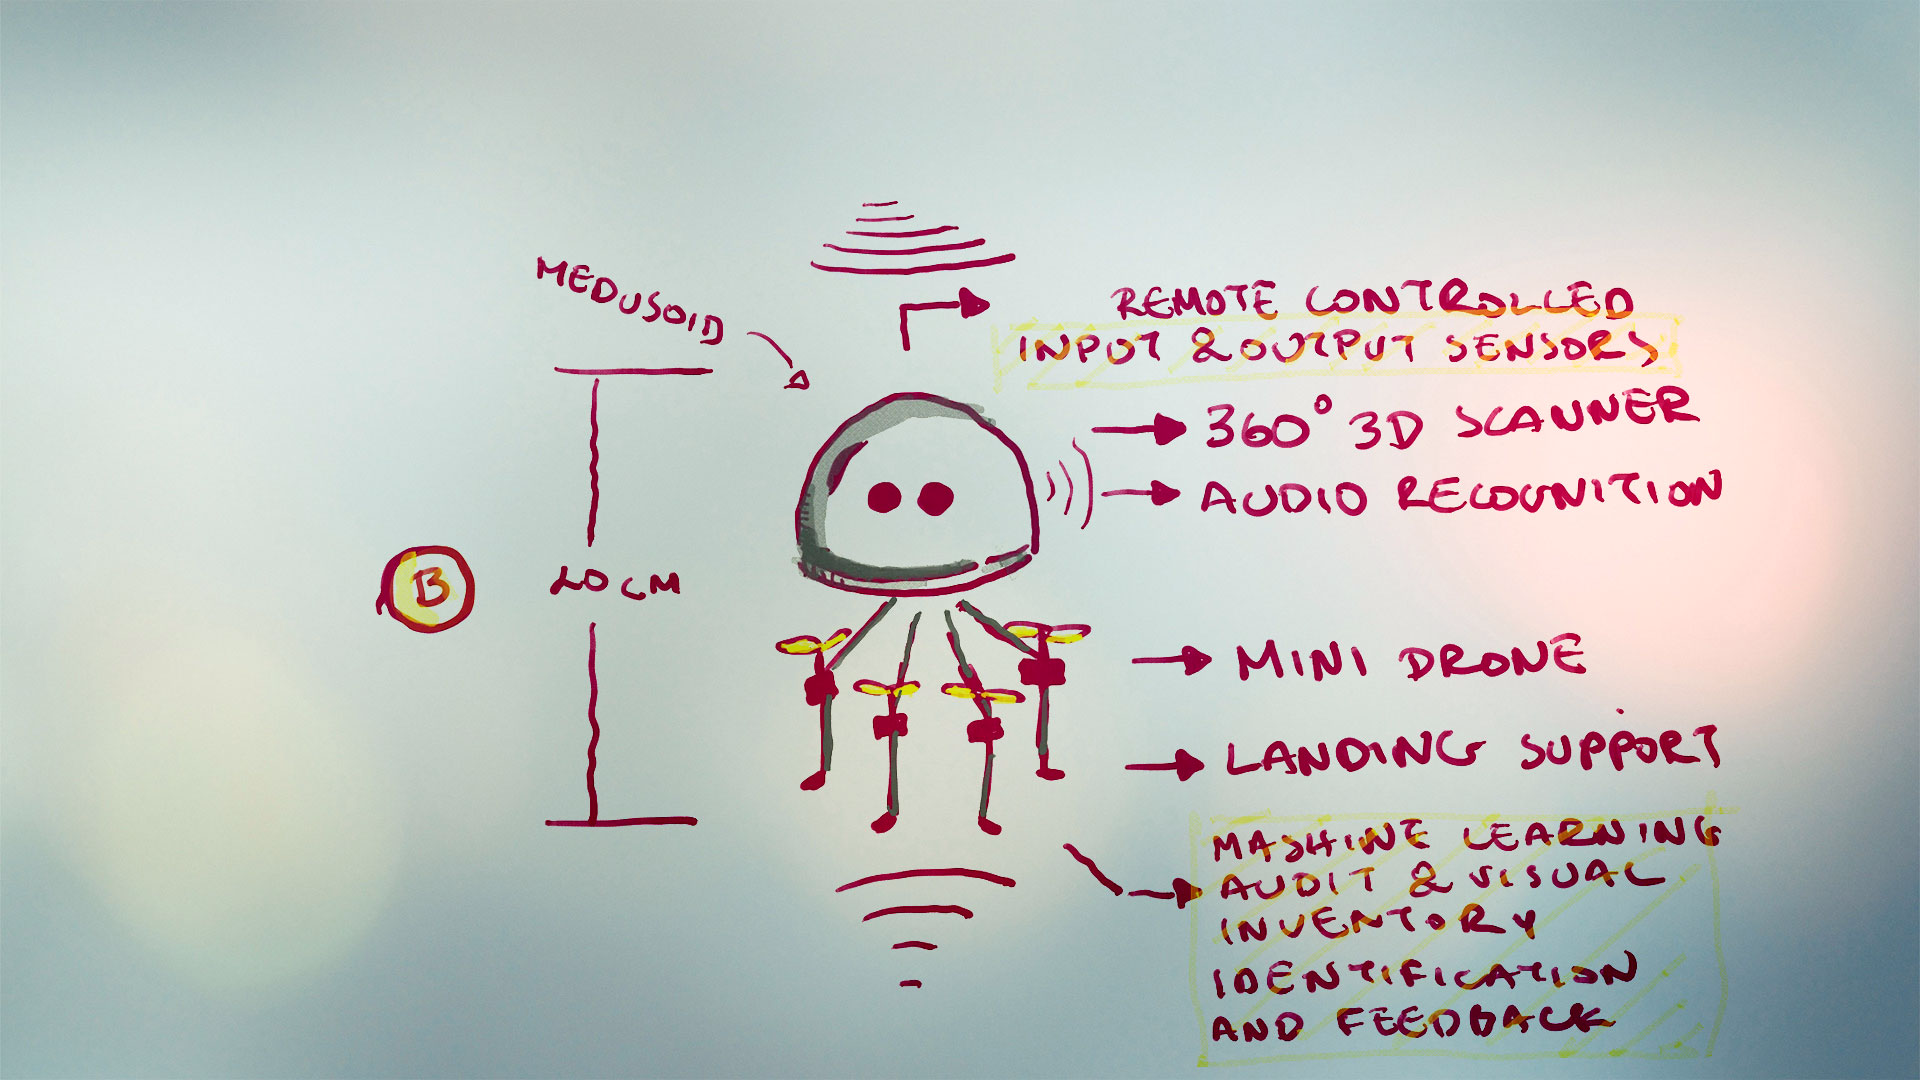 MEDUSOID
REMOTE CONTROLLED
INPUT & OUTPUT SENSORS
360° 3D SCANNER
AUDIO RECOGNITION
B
20 CM
MINI DRONE
LANDING SUPPORT
MASHINE LEARNING
AUDIT & VISUAL
INVENTORY
IDENTIFICATION
AND FEEDBACK